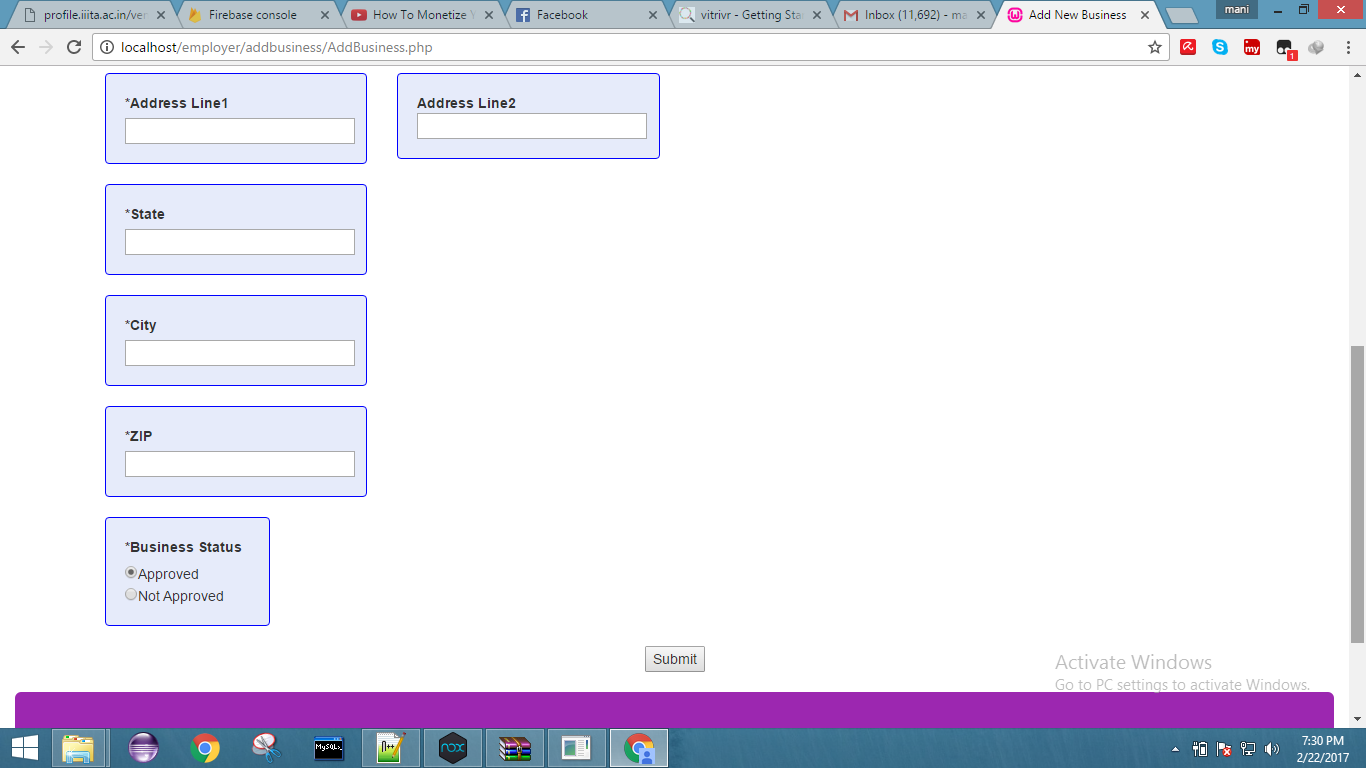 profile.iiita.ac.in/ver
Firebase console
How To Monetize Y
Facebook
vitrivr - Getting Star
Inbox (11,692) - ma
Add New Business
mani
localhost/employer/addbusiness/AddBusiness.php
my
1
*Address Line1
Address Line2
*State
*City
*ZIP
*Business Status
Approved
Not Approved
Submit
Activate Windows
Go to PC settings to activate Windows.
MySQL>
nox
7:30 PM
2/22/2017